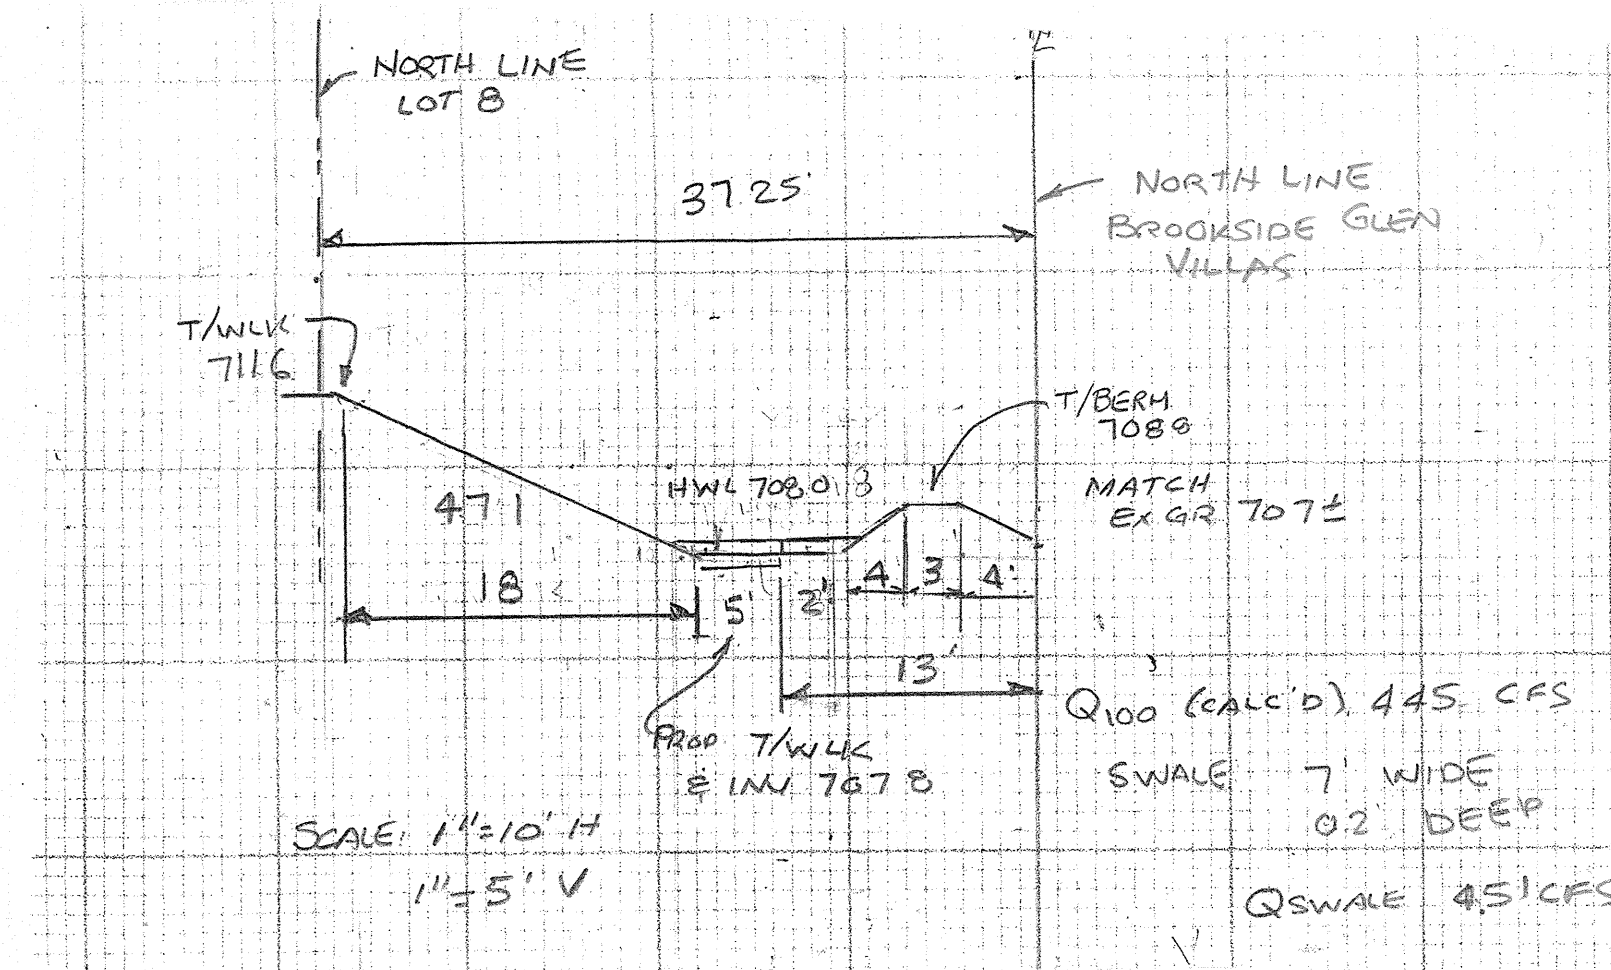 NORTH LINE
LOT 8
37.25'
NORTH LINE
BROOKSIDE GLEN
VILLAS
T/WLK
711.6
T/BERM
708 8
HWL 708.0
MATCH
EX GR 707 ±
4.7:1
18
5'
2'
4
3
4'
13'
PROP T/WLK
& INV 707 8
Q100 (CALC'D) 4.45 CFS
SWALE 7' WIDE
0.2' DEEP
SCALE: 1"=10' H
1"=5' V
QSWALE 4.51 CFS